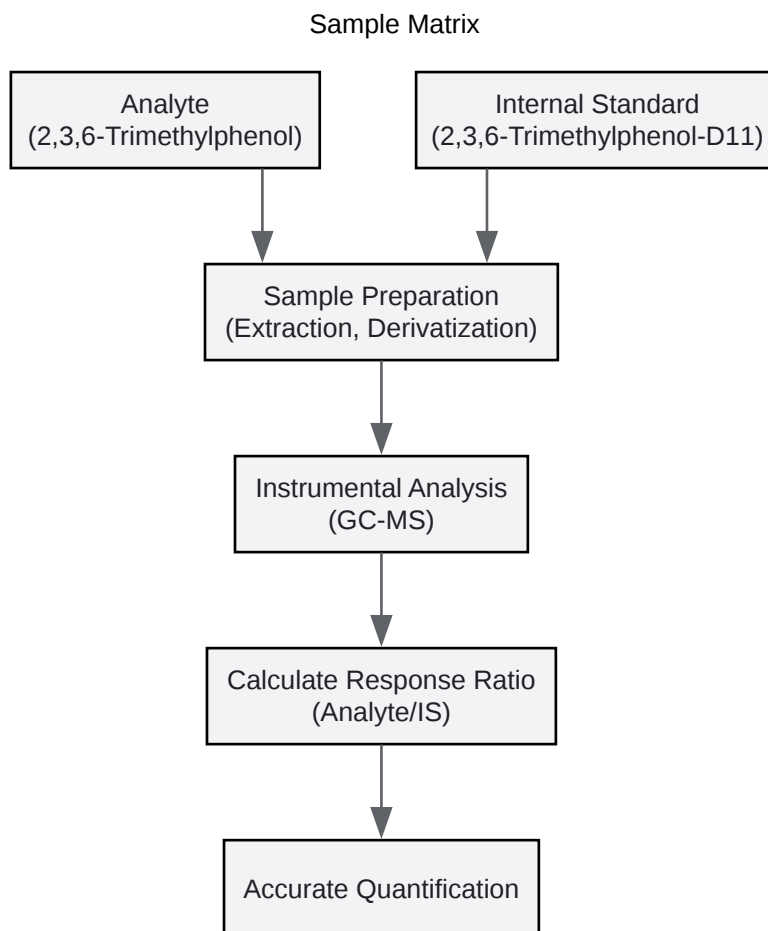 Sample Matrix
Analyte
(2,3,6-Trimethylphenol)
Internal Standard
(2,3,6-Trimethylphenol-D11)
Sample Preparation
(Extraction, Derivatization)
Instrumental Analysis
(GC-MS)
Calculate Response Ratio
(Analyte/IS)
Accurate Quantification